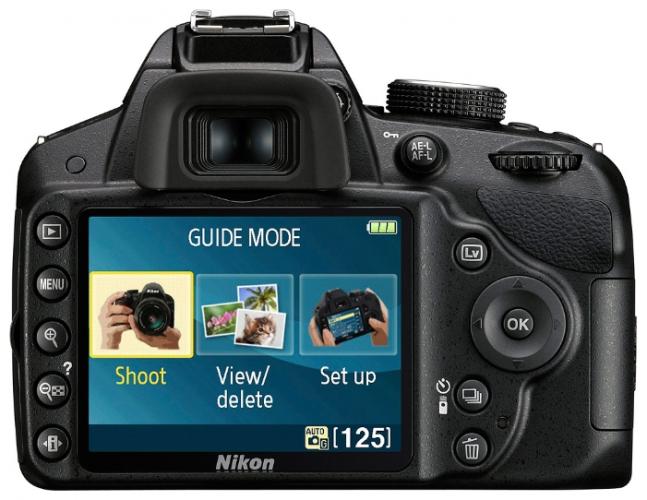 AE-L
AF-L
GUIDE MODE
MENU
Lv
OK
?
Shoot
View/
delete
Set up
AUTO
G
[125]
i
Nikon